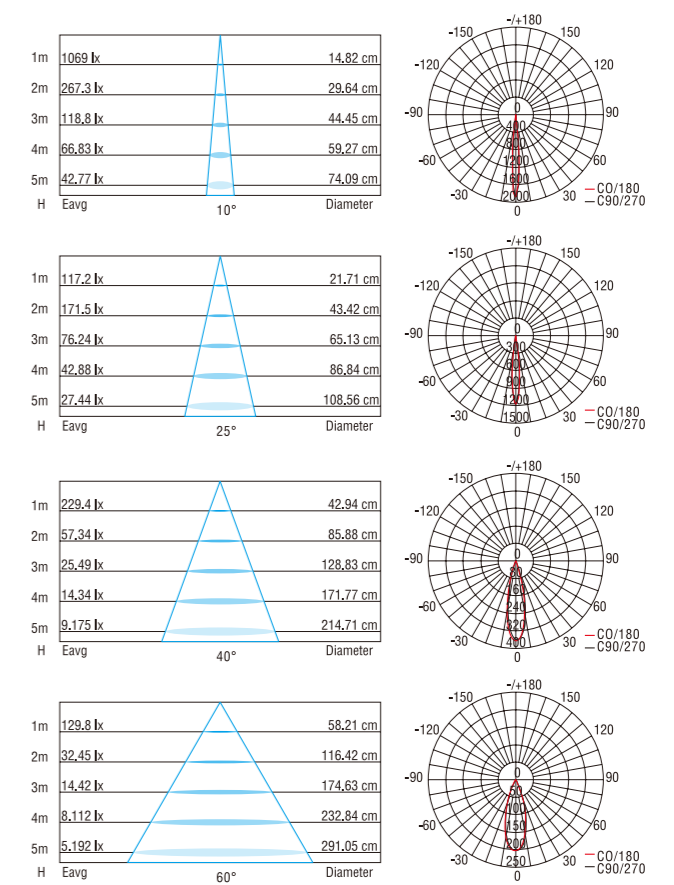 -/+180
-150 150
1m 1069 lx 14.82 cm
-120 120
2m 267.3 lx 29.64 cm
3m 118.8 lx 44.45 cm
-90 0 90
400
800
4m 66.83 lx 59.27 cm
-60 1200 60
5m 42.77 lx 74.09 cm
1600
-30 2000 30 CO/180
H Eavg 10° Diameter
0 C90/270
-/+180
-150 150
1m 117.2 lx 21.71 cm
-120 120
2m 171.5 lx 43.42 cm
3m 76.24 lx 65.13 cm
-90 0 90
300
600
4m 42.88 lx 86.84 cm
-60 900 60
5m 27.44 lx 108.56 cm
1200
-30 1500 30 CO/180
H Eavg 25° Diameter
0 C90/270
-/+180
-150 150
1m 229.4 lx 42.94 cm
-120 120
2m 57.34 lx 85.88 cm
3m 25.49 lx 128.83 cm
-90 0 90
80
160
4m 14.34 lx 171.77 cm
-60 240 60
5m 9.175 lx 214.71 cm
320
-30 400 30 CO/180
H Eavg 40° Diameter
0 C90/270
-/+180
-150 150
1m 129.8 lx 58.21 cm
-120 120
2m 32,45 lx 116.42 cm
3m 14.42 lx 174.63 cm
-90 0 90
50
100
4m 8.112 lx 232.84 cm
-60 150 60
5m 5.192 lx 291.05 cm
200
-30 250 30 CO/180
H Eavg 60° Diameter
0 C90/270